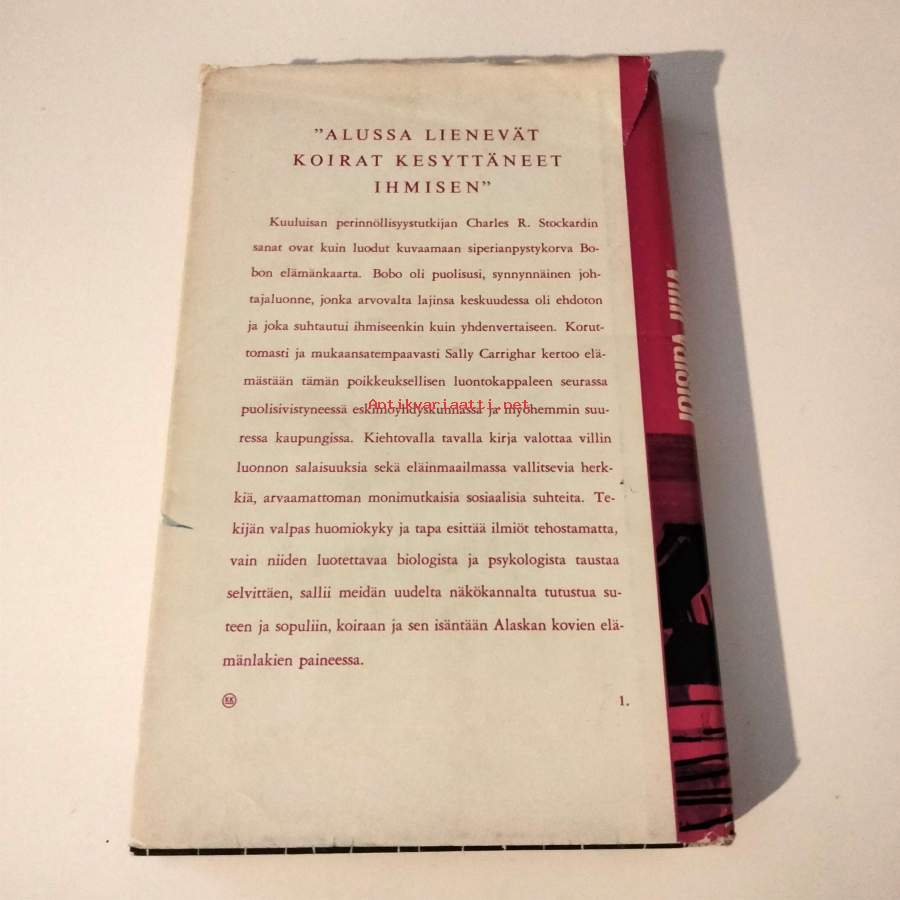 ”ALUSSA LIENEVÄT
KOIRAT KESYTTÄNEET
IHMISEN”
Kuuluisan perinnöllisyystutkijan Charles R. Stockardin
sanat ovat kuin luodut kuvaamaan siperianpystykorva Bo-
bon elämänkaarta. Bobo oli puolisusi, synnynnäinen joh-
tajaluonne, jonka arvovalta lajinsa keskuudessa oli ehdoton
ja joka suhtautui ihmiseenkin kuin yhdenvertaiseen. Korut-
tomasti ja mukaansatempaavasti Sally Carrighar kertoo elä-
mästään tämän poikkeuksellisen luontokappaleen seurassa
puolisivistyneessä eskimoyhdyskunnassa ja myöhemmin suu-
ressa kaupungissa. Kiehtovalla tavalla kirja valottaa villin
luonnon salaisuuksia sekä eläinmaailmassa vallitsevia herk-
kiä, arvaamattoman monimutkaisia sosiaalisia suhteita. Te-
kijän valpas huomiokyky ja tapa esittää ilmiöt tehostamatta,
vain niiden luotettavaa biologista ja psykologista taustaa
selvittäen, sallii meidän uudelta näkökannalta tutustua su-
teen ja sopuliin, koiraan ja sen isäntään Alaskan kovien elä-
mänlakien paineessa.
EK
1.
Antikvariaatti.net